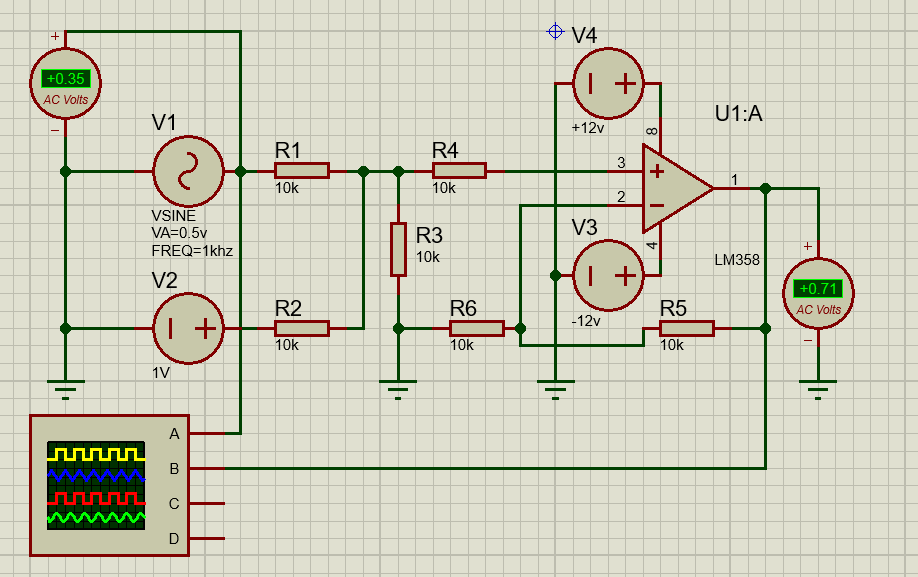 V4
+
+0.35
AC Volts
−
+12v
U1:A
8
V1
R1
10k
R4
10k
3
2
1
4
VSINE
VA=0.5v
FREQ=1khz
R3
10k
V3
-12v
LM358
+
+0.71
AC Volts
−
V2
1V
R2
10k
R6
10k
R5
10k
A
B
C
D